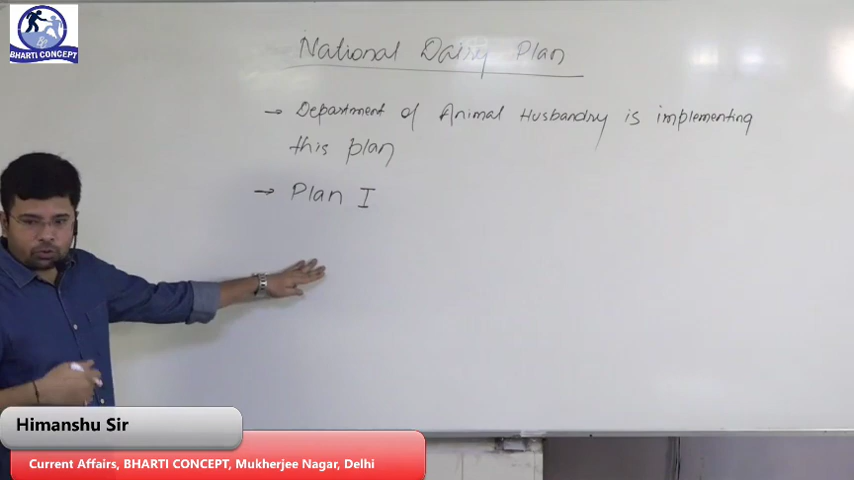 BHARTI CONCEPT
National Dairy Plan
→ Department of Animal Husbandry is implementing
this plan
→ Plan I
Himanshu Sir
Current Affairs, BHARTI CONCEPT, Mukherjee Nagar, Delhi